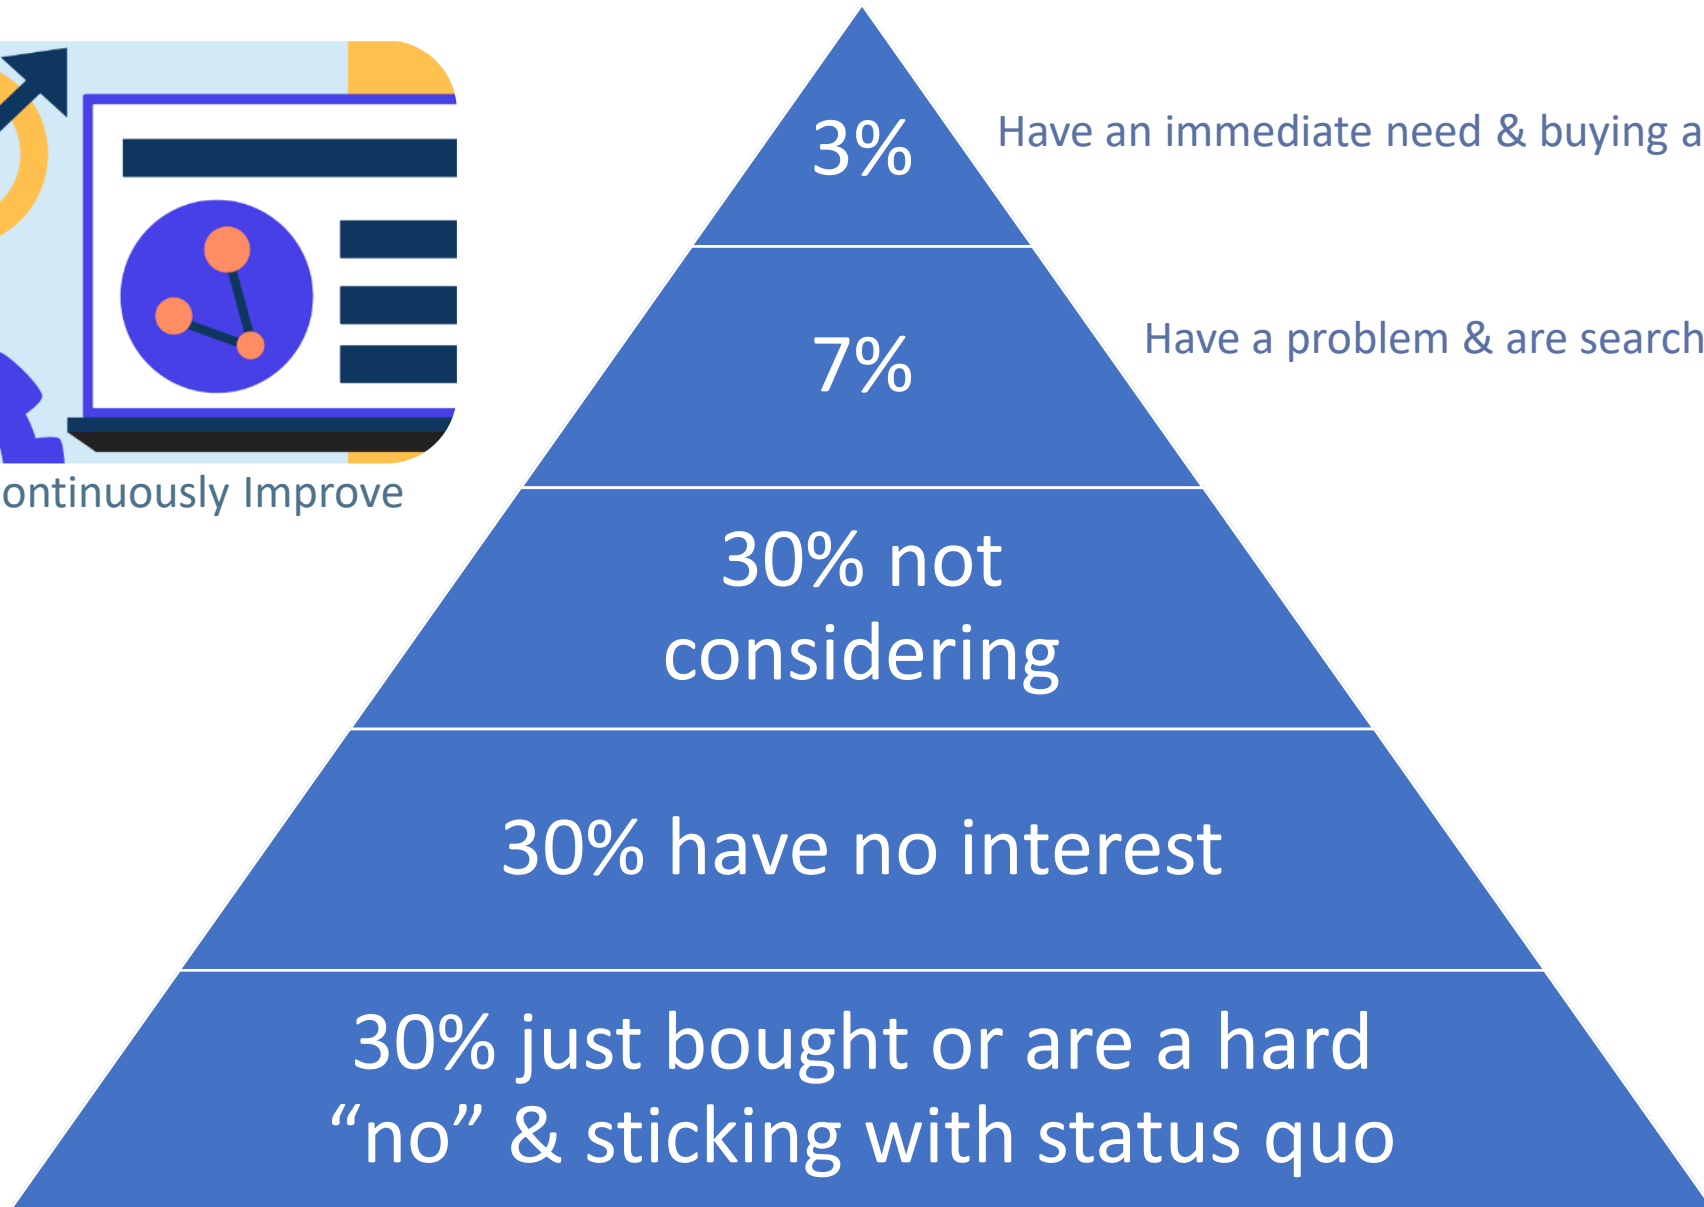 3%
Have an immediate need & buying a
7%
Have a problem & are search
ontinuously Improve
30% not
considering
30% have no interest
30% just bought or are a hard
“no” & sticking with status quo